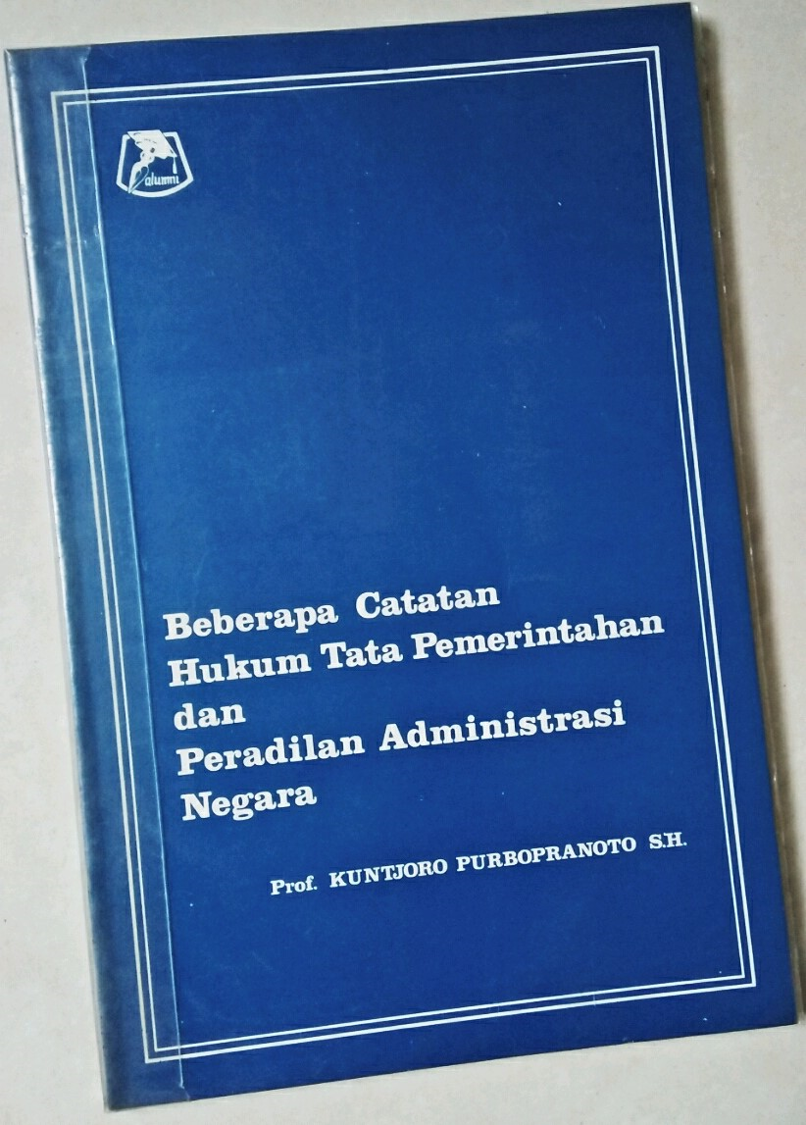 alumni
Beberapa Catatan
Hukum Tata Pemerintahan
dan
Peradilan Administrasi
Negara
Prof. KUNTJORO PURBOPRANOTO S.H.